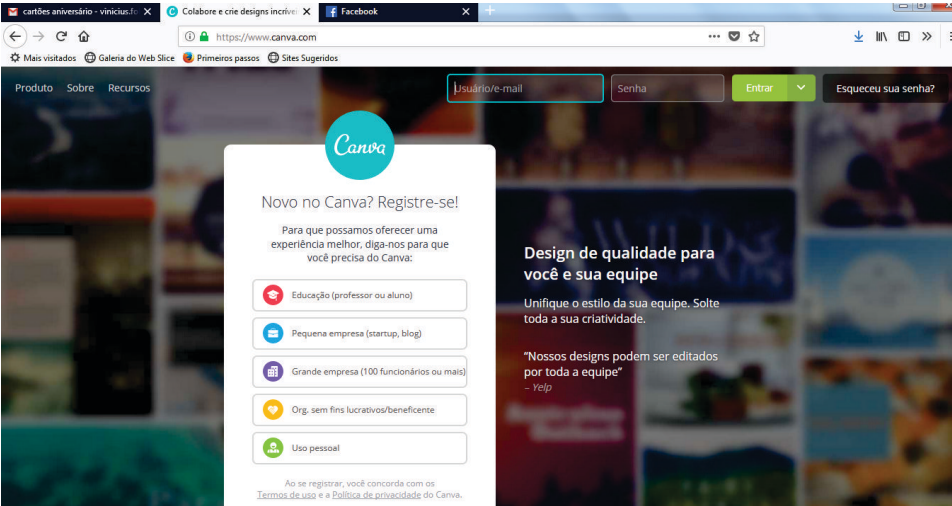 cartões aniversário - vinicius.fo
Colabore e crie designs incríveis
Facebook
https://www.canva.com
Mais visitados Galeria do Web Slice Primeiros passos Sites Sugeridos
Produto Sobre Recursos Usuário/e-mail Senha Entrar Esqueceu sua senha?
Canva
Novo no Canva? Registre-se!
Para que possamos oferecer uma
experiência melhor, diga-nos para que
você precisa do Canva:
Educação (professor ou aluno)
Pequena empresa (startup, blog)
Grande empresa (100 funcionários ou mais)
Org. sem fins lucrativos/beneficente
Uso pessoal
Ao se registrar, você concorda com os
Termos de uso e a Política de privacidade do Canva.
Design de qualidade para
você e sua equipe
Unifique o estilo da sua equipe. Solte
toda a sua criatividade.
"Nossos designs podem ser editados
por toda a equipe"
– Yelp